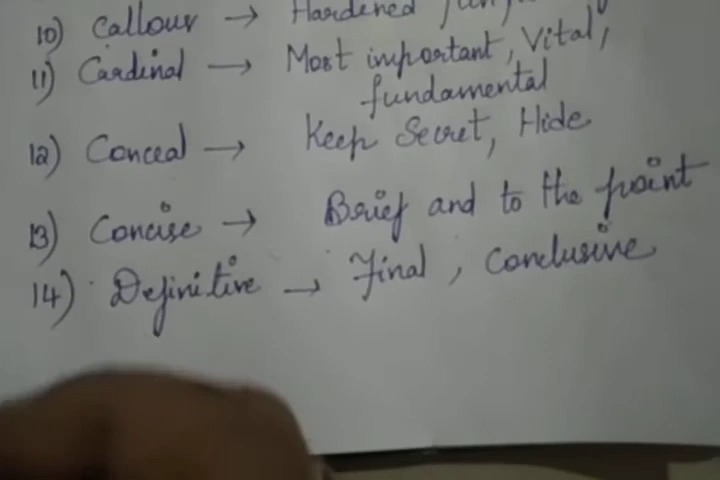 10) Callour → Hardened
11) Cardinal → Most important, Vital,
fundamental
12) Conceal → Keep Secret, Hide
13) Concise → Brief and to the point
14) Definitive → Final, Conclusive